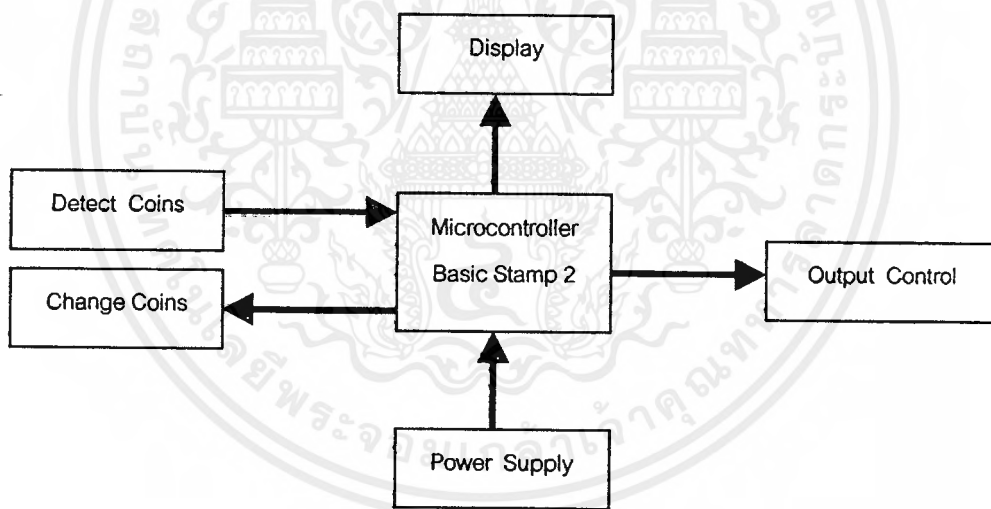 Display
Detect Coins
Microcontroller
Basic Stamp 2
Change Coins
Output Control
Power Supply